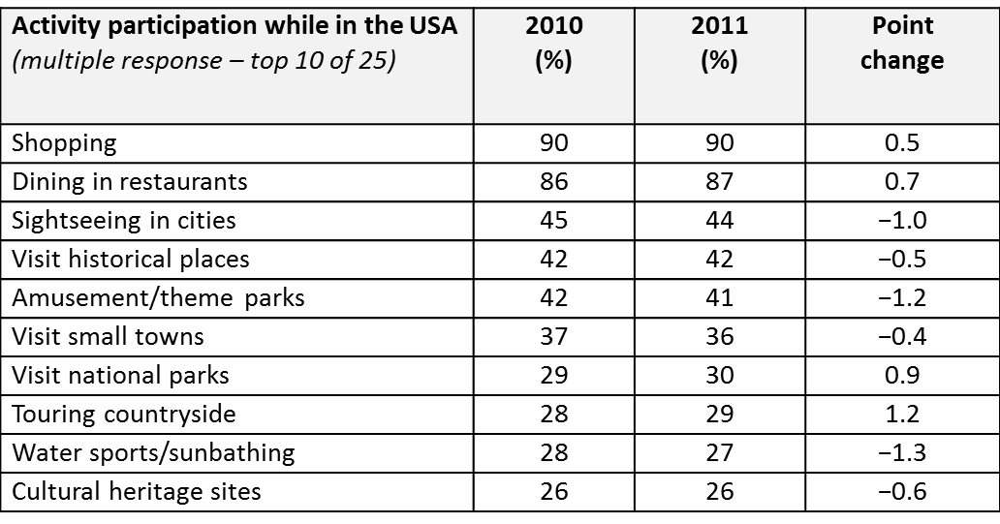 Activity participation while in the USA 2010 2011 Point
(multiple response – top 10 of 25) (%) (%) change
Shopping 90 90 0.5
Dining in restaurants 86 87 0.7
Sightseeing in cities 45 44 −1.0
Visit historical places 42 42 −0.5
Amusement/theme parks 42 41 −1.2
Visit small towns 37 36 −0.4
Visit national parks 29 30 0.9
Touring countryside 28 29 1.2
Water sports/sunbathing 28 27 −1.3
Cultural heritage sites 26 26 −0.6